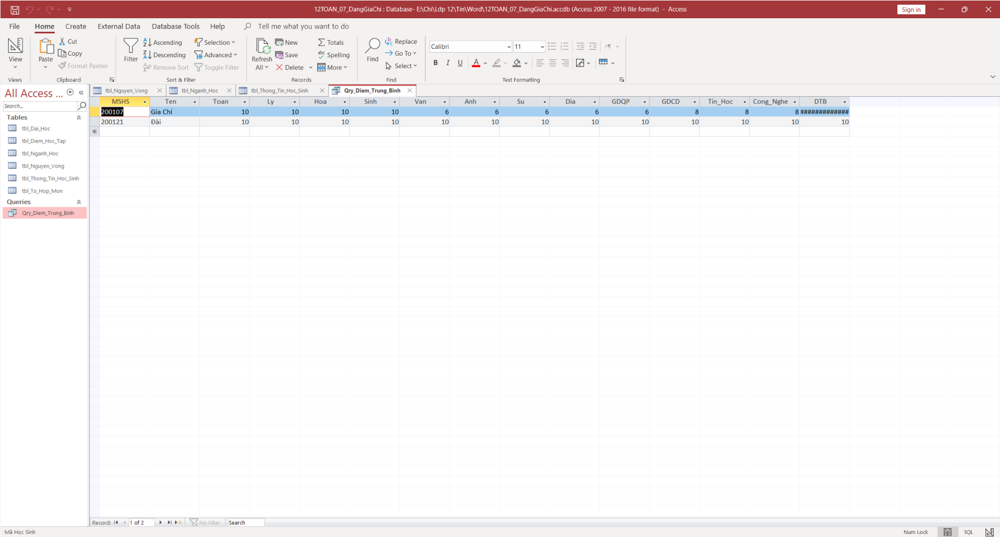 12TOAN_07_DangGiaChi : Database- E:\Chi\Lớp 12\Tin\Word\12TOAN_07_DangGiaChi.accdb (Access 2007 - 2016 file format) - Access
Sign in
File Home Create External Data Database Tools Help Tell me what you want to do
View
Views
Paste
Cut
Copy
Format Painter
Clipboard
Filter
Ascending
Descending
Remove Sort
Selection
Advanced
Toggle Filter
Sort & Filter
Refresh
All
New
Save
Delete
Totals
Spelling
More
Records
Find
Replace
Go To
Select
Find
Calibri 11
B I U A
Text Formatting
All Access ...
Search...
Tables
tbl_Dai_Hoc
tbl_Diem_Hoc_Tap
tbl_Nganh_Hoc
tbl_Nguyen_Vong
tbl_Thong_Tin_Hoc_Sinh
tbl_To_Hop_Mon
Queries
Qry_Diem_Trung_Binh
tbl_Nguyen_Vong tbl_Nganh_Hoc tbl_Thong_Tin_Hoc_Sinh Qry_Diem_Trung_Binh
MSHS Ten Toan Ly Hoa Sinh Van Anh Su Dia GDQP GDCD Tin_Hoc Cong_Nghe DTB
200107 Gia Chí 10 10 10 10 6 6 6 6 6 8 8 8 #############
200121 Đài 10 10 10 10 10 10 10 10 10 10 10 10 10
Record: 1 of 2 No Filter Search
Mã Học Sinh
Num Lock SQL